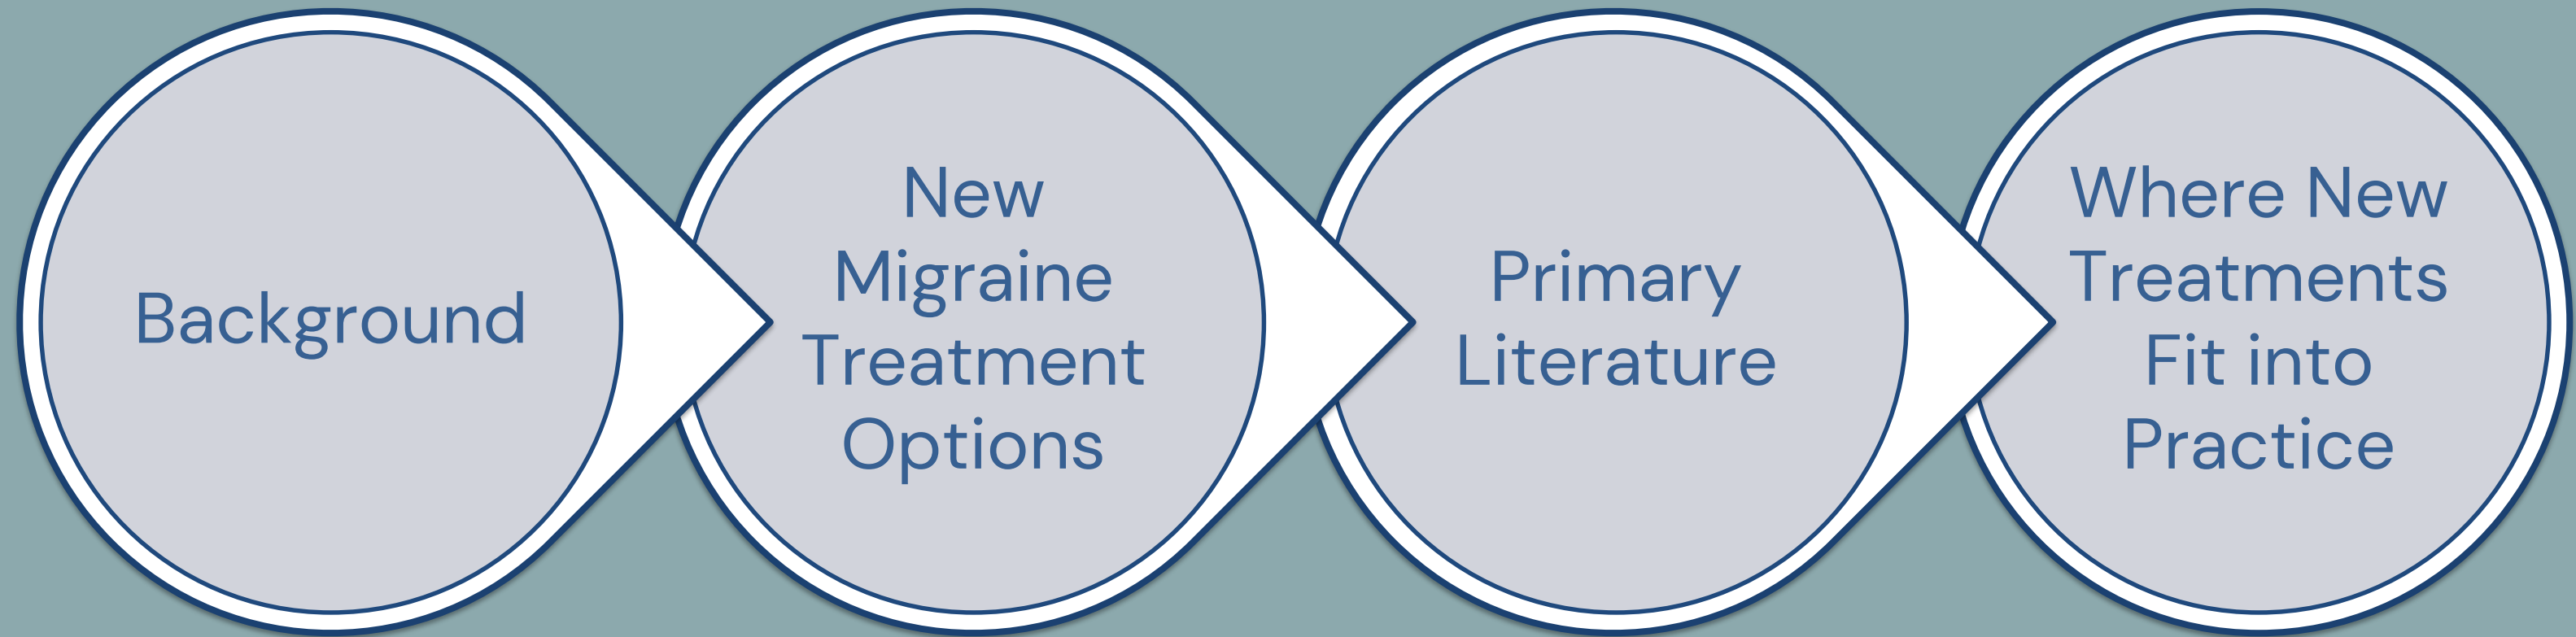 Background
New
Migraine
Treatment
Options
Primary
Literature
Where New
Treatments
Fit into
Practice